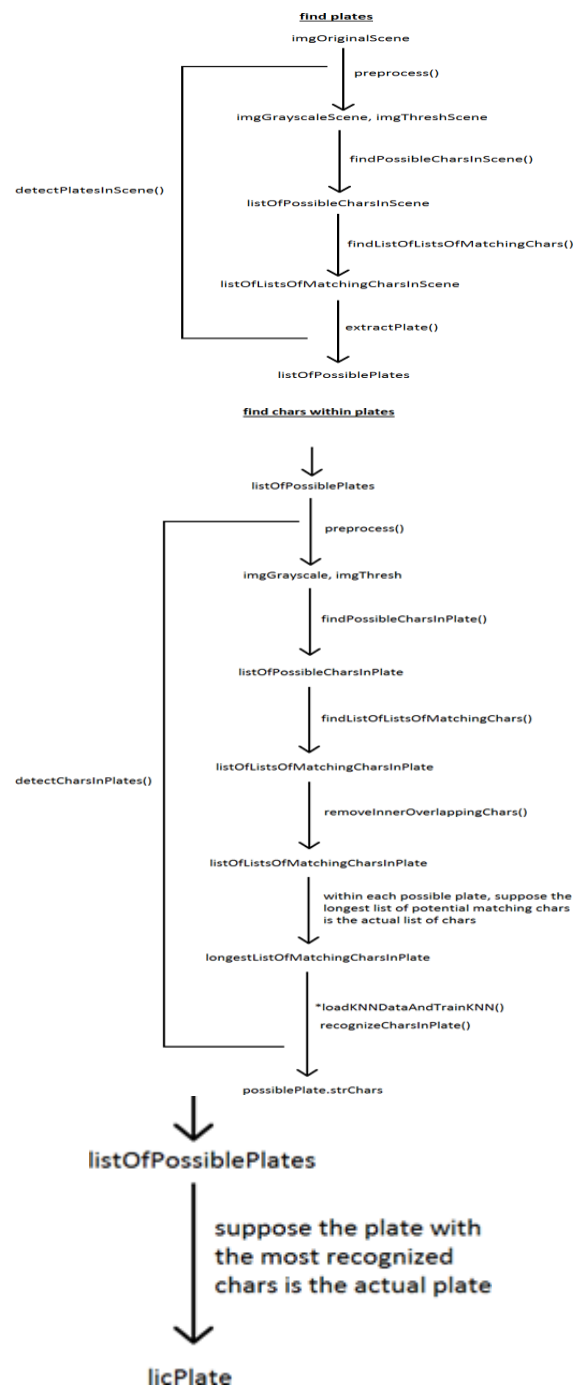 find plates
imgOriginalScene
preprocess()
imgGrayscaleScene, imgThreshScene
findPossibleCharsInScene()
detectPlatesInScene()
listOfPossibleCharsInScene
findListOfListsOfMatchingChars()
listOfListsOfMatchingCharsInScene
extractPlate()
listOfPossiblePlates
find chars within plates
listOfPossiblePlates
preprocess()
imgGrayscale, imgThresh
findPossibleCharsInPlate()
listOfPossibleCharsInPlate
findListOfListsOfMatchingChars()
listOfListsOfMatchingCharsInPlate
detectCharsInPlates()
removeInnerOverlappingChars()
listOfListsOfMatchingCharsInPlate
within each possible plate, suppose the
longest list of potential matching chars
is the actual list of chars
longestListOfMatchingCharsInPlate
*loadKNNDataAndTrainKNN()
recognizeCharsInPlate()
possiblePlate.strChars
listOfPossiblePlates
suppose the plate with
the most recognized
chars is the actual plate
licPlate